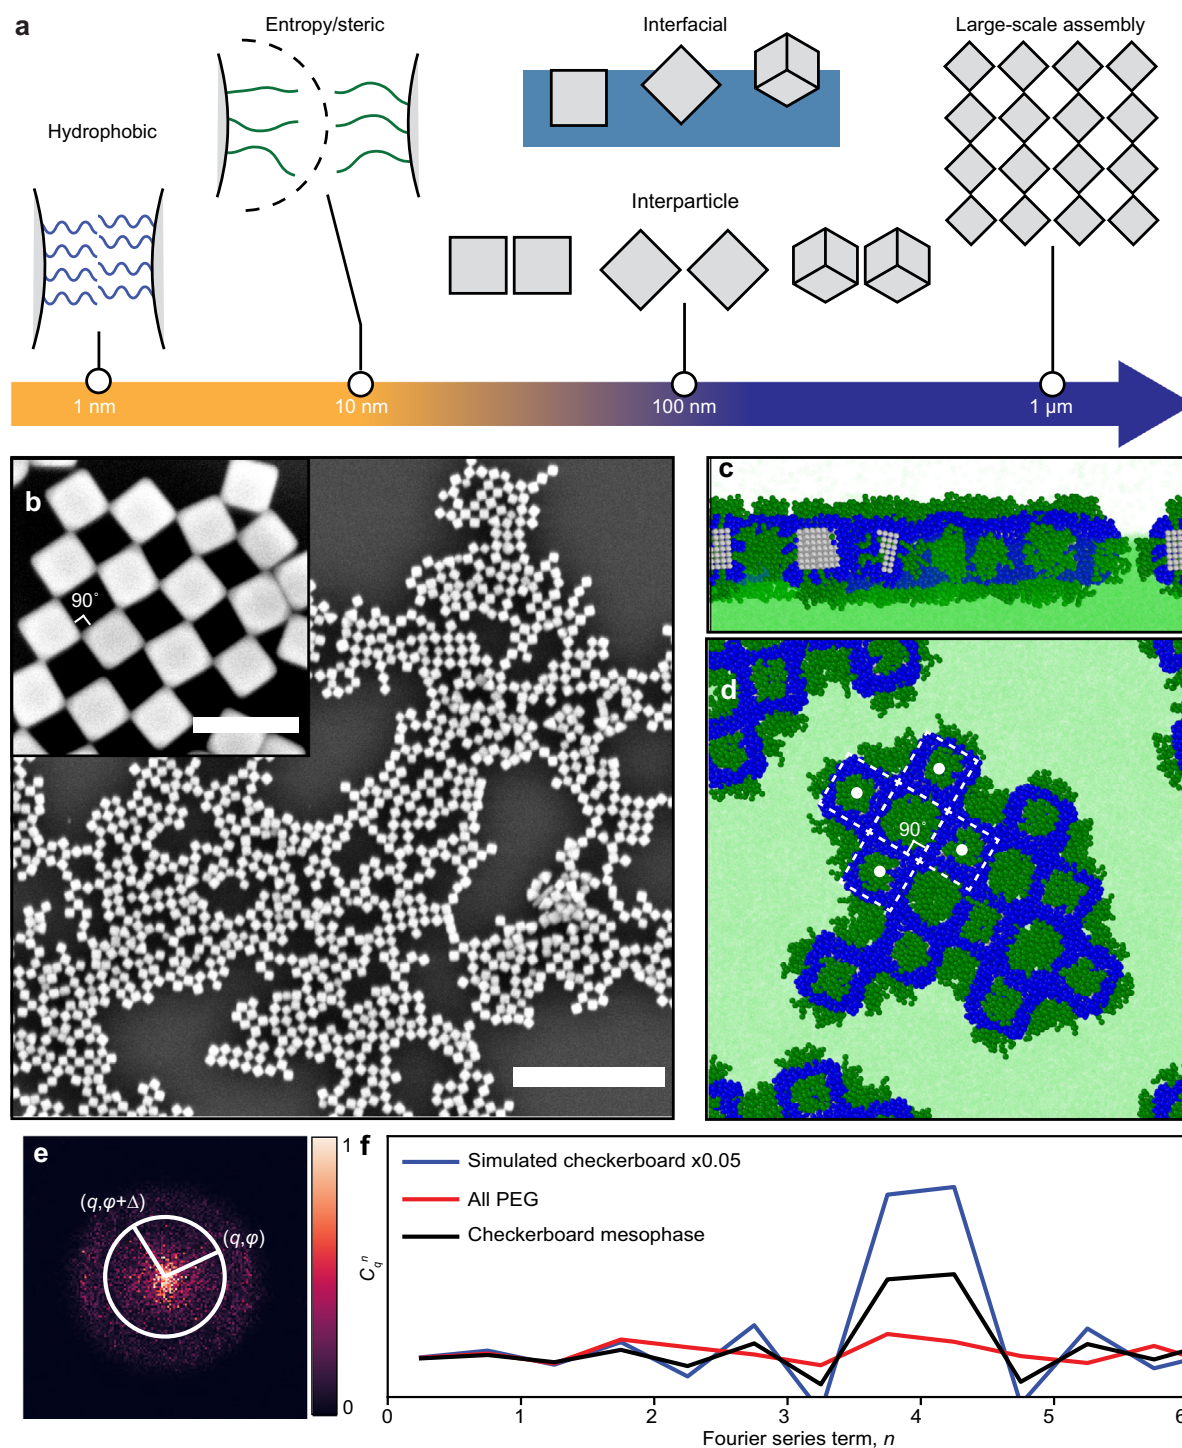 a
Entropy/steric
Interfacial
Large-scale assembly
Hydrophobic
Interparticle
1 nm
10 nm
100 nm
1 µm
b
90°
c
d
90°
e
(q,φ+Δ)
(q,φ)
1
0
f
Simulated checkerboard x0.05
All PEG
Checkerboard mesophase
C_q^n
0
1
2
3
4
5
6
Fourier series term, n